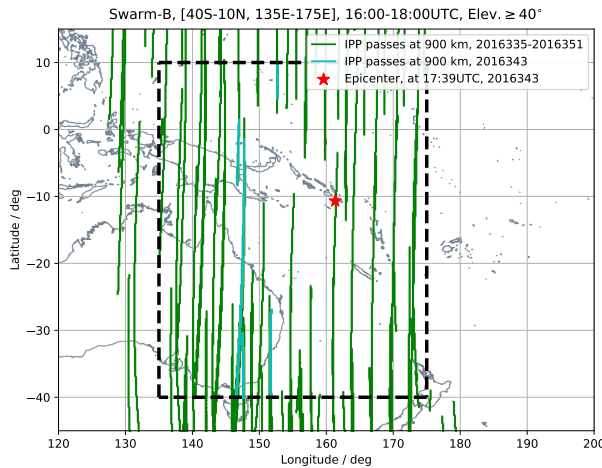 Swarm-B, [40S-10N, 135E-175E], 16:00-18:00UTC, Elev. ≥ 40°
IPP passes at 900 km, 2016335-2016351
IPP passes at 900 km, 2016343
Epicenter, at 17:39UTC, 2016343
10
0
−10
−20
−30
−40
Latitude / deg
120 130 140 150 160 170 180 190 200
Longitude / deg